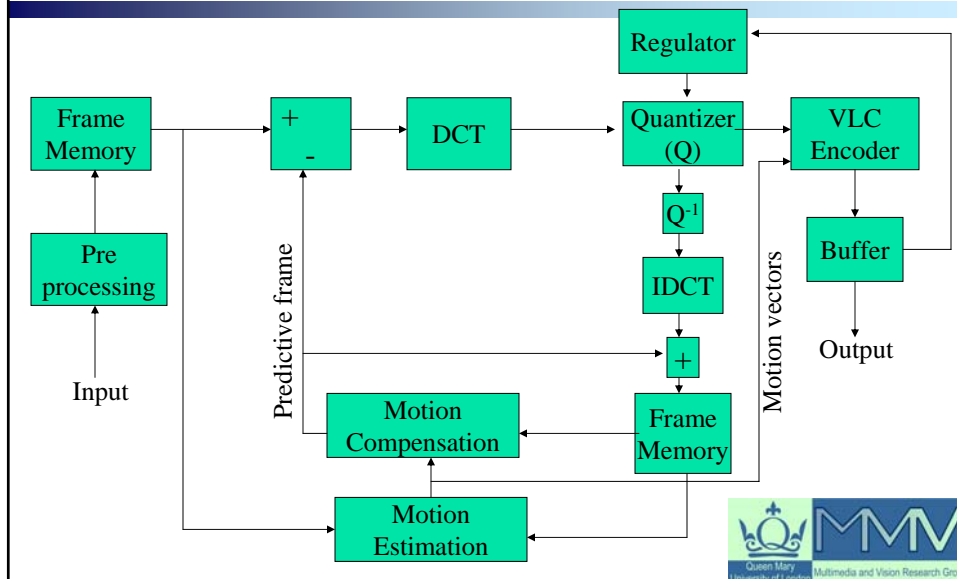 Regulator
Frame
Memory
+
-
DCT
Quantizer
(Q)
VLC
Encoder
Q-1
Pre
processing
Buffer
IDCT
Predictive frame
Motion vectors
+
Output
Input
Motion
Compensation
Frame
Memory
Motion
Estimation
MMV
Queen Mary
University of London
Multimedia and Vision Research Gro